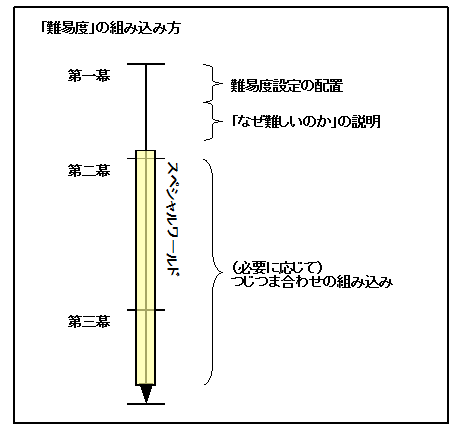 「難易度」の組み込み方
第一幕
難易度設定の配置
「なぜ難しいのか」の説明
第二幕
スペシャルワールド
（必要に応じて）
つじつま合わせの組み込み
第三幕